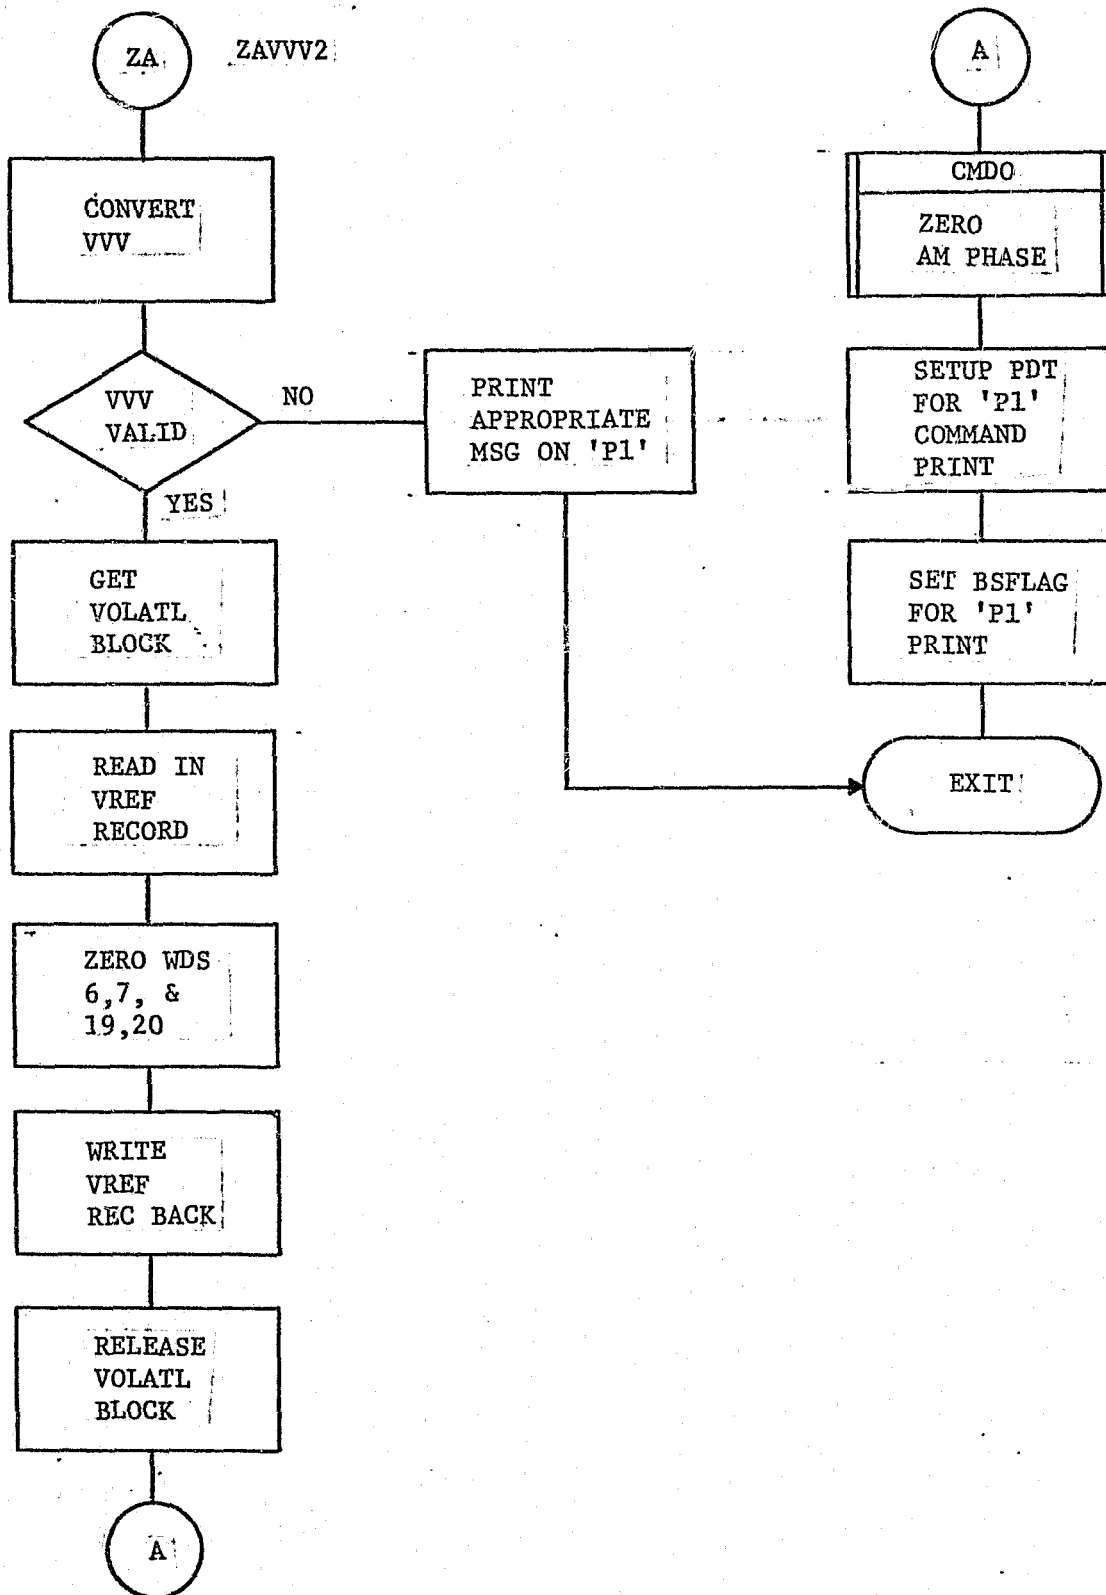 ZA
ZAVVV2
CONVERT
VVV
VVV
VALID
NO
YES
PRINT
APPROPRIATE
MSG ON 'P1'
GET
VOLATL
BLOCK
READ IN
VREF
RECORD
ZERO WDS
6,7, &
19,20
WRITE
VREF
REC BACK
RELEASE
VOLATL
BLOCK
A
A
CMDO
ZERO
AM PHASE
SETUP PDT
FOR 'P1'
COMMAND
PRINT
SET BSFLAG
FOR 'P1'
PRINT
EXIT